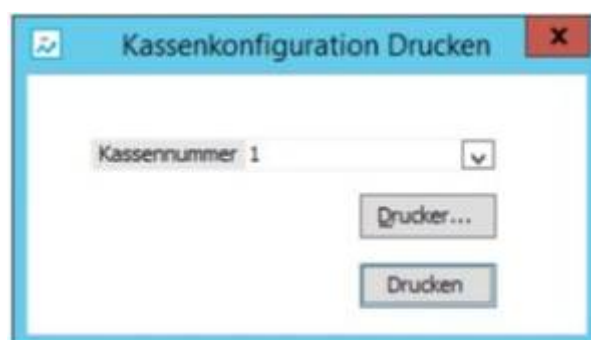 Kassenkonfiguration Drucken
Kassennummer 1
Drucker...
Drucken